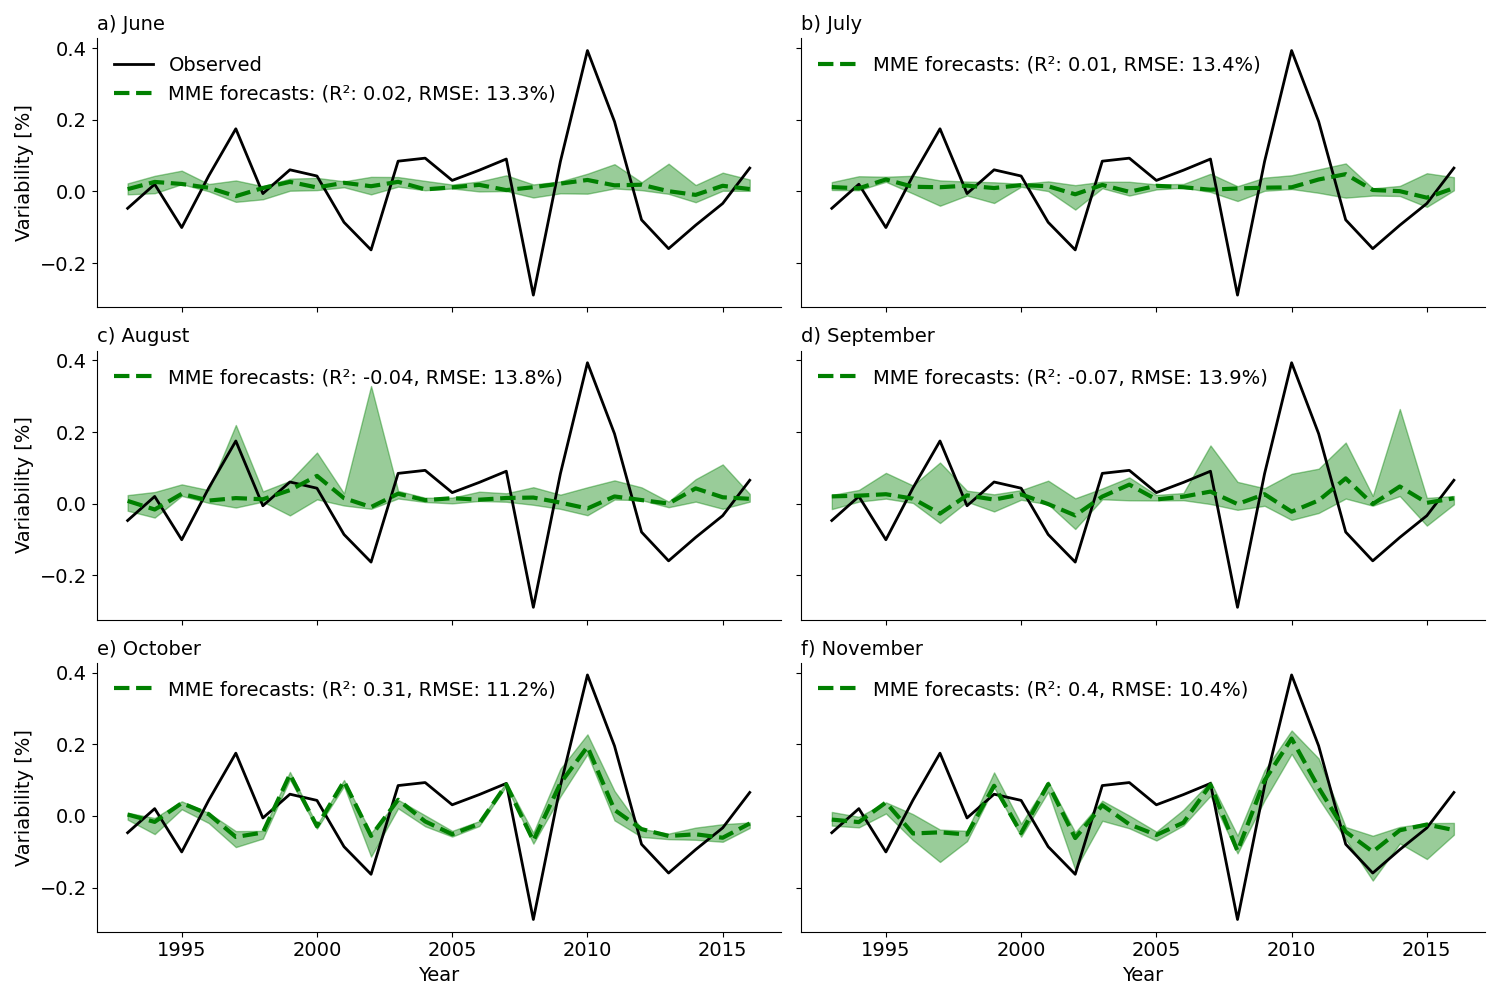 a) June
b) July
0.4
0.2
0.0
−0.2
Variability [%]
Observed
MME forecasts: (R²: 0.02, RMSE: 13.3%)
MME forecasts: (R²: 0.01, RMSE: 13.4%)
c) August
d) September
0.4
0.2
0.0
−0.2
Variability [%]
MME forecasts: (R²: -0.04, RMSE: 13.8%)
MME forecasts: (R²: -0.07, RMSE: 13.9%)
e) October
f) November
0.4
0.2
0.0
−0.2
Variability [%]
MME forecasts: (R²: 0.31, RMSE: 11.2%)
MME forecasts: (R²: 0.4, RMSE: 10.4%)
1995 2000 2005 2010 2015
Year
1995 2000 2005 2010 2015
Year